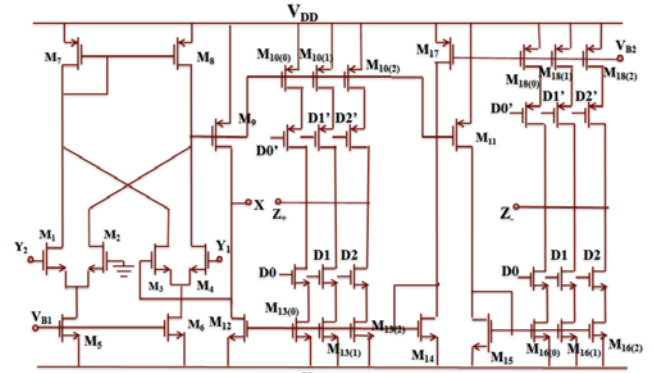 VDD
M7 M8 M10(0) M10(1) M10(2) M17 VB2
M18(0) M18(1) M18(2)
M9 D0' D1' D2' M11 D0' D1' D2'
X Z+ Z-
Y2 M1 M2 M3 M4 Y1
D0 D1 D2 D0 D1 D2
VB1 M5 M6 M12 M13(0) M13(1) M13(2) M14 M15 M16(0) M16(1) M16(2)